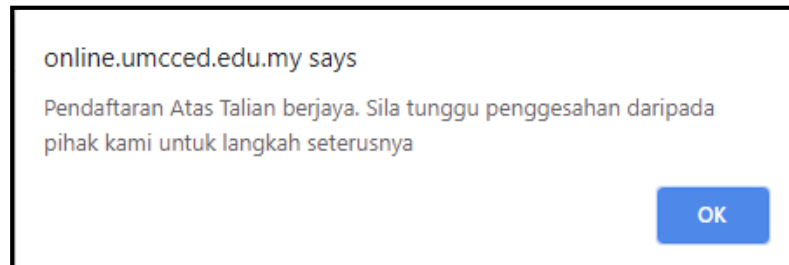 online.umcced.edu.my says
Pendaftaran Atas Talian berjaya. Sila tunggu penggesahan daripada
pihak kami untuk langkah seterusnya
OK